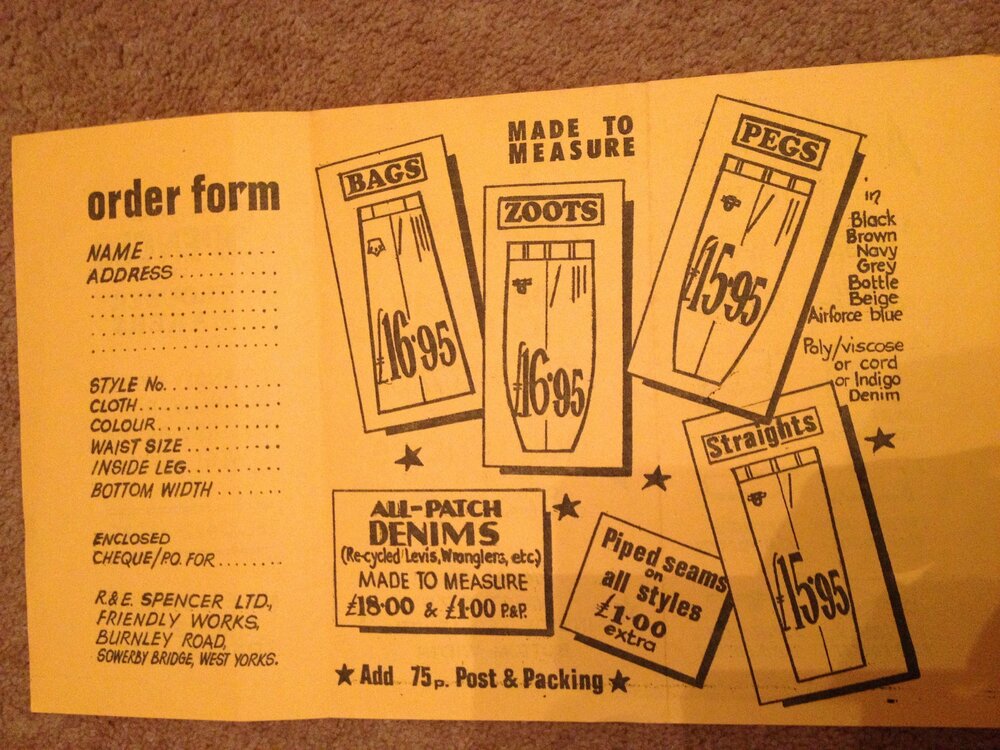 order form
NAME..............
ADDRESS............
STYLE No.............
CLOTH...............
COLOUR..............
WAIST SIZE...........
INSIDE LEG...........
BOTTOM WIDTH........
ENCLOSED
CHEQUE/P.O. FOR........
R.& E. SPENCER LTD.,
FRIENDLY WORKS,
BURNLEY ROAD,
SOWERBY BRIDGE, WEST YORKS.
MADE TO
MEASURE
BAGS
£16·95
ZOOTS
£16·95
PEGS
£15·95
in
Black
Brown
Navy
Grey
Bottle
Beige
Airforce blue
Poly/viscose
or cord
or Indigo
Denim
Straights
£15·95
ALL-PATCH
DENIMS
(Re-cycled Levis, Wranglers, etc.)
MADE TO MEASURE
£18·00 & £1·00 P.&P.
Piped seams
on
all styles
£1·00
extra
★ Add 75p. Post & Packing ★